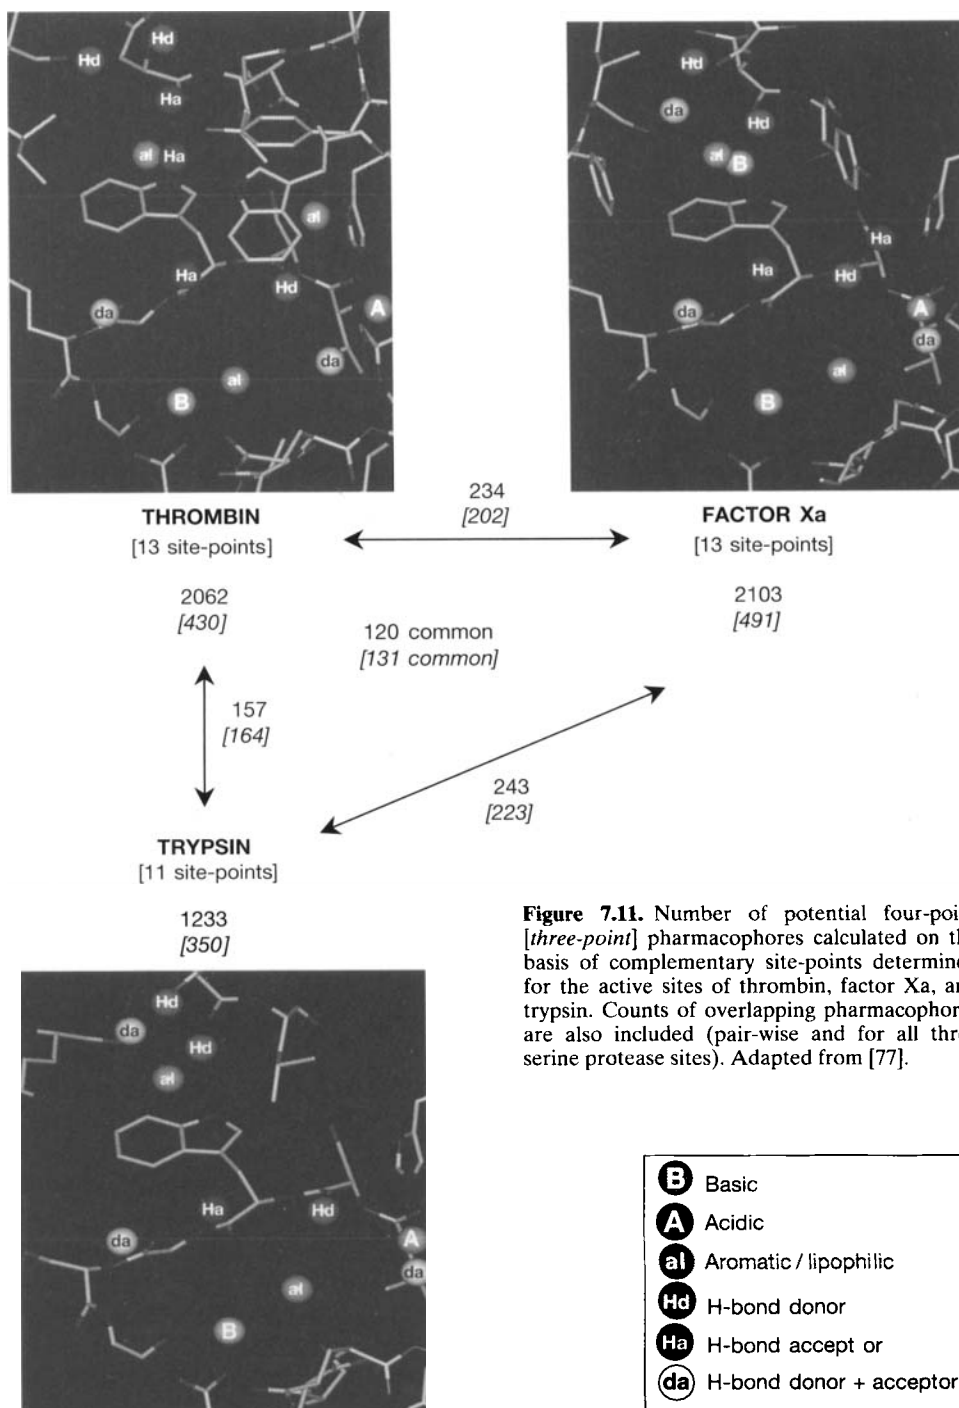 Hd
Hd
Ha
al Ha
al
Ha
Hd
da
A
da
al
B
Hd
da
Hd
al B
Ha
Ha
Hd
da
A
da
al
B
THROMBIN
[13 site-points]
2062
[430]
234
[202]
FACTOR Xa
[13 site-points]
2103
[491]
120 common
[131 common]
157
[164]
243
[223]
TRYPSIN
[11 site-points]
1233
[350]
Hd
da
Hd
al
Ha
Hd
da
A
da
al
B
Figure 7.11. Number of potential four-poi
[three-point] pharmacophores calculated on th
basis of complementary site-points determine
for the active sites of thrombin, factor Xa, an
trypsin. Counts of overlapping pharmacophor
are also included (pair-wise and for all thr
serine protease sites). Adapted from [77].
B Basic
A Acidic
al Aromatic / lipophilic
Hd H-bond donor
Ha H-bond accept or
da H-bond donor + acceptor